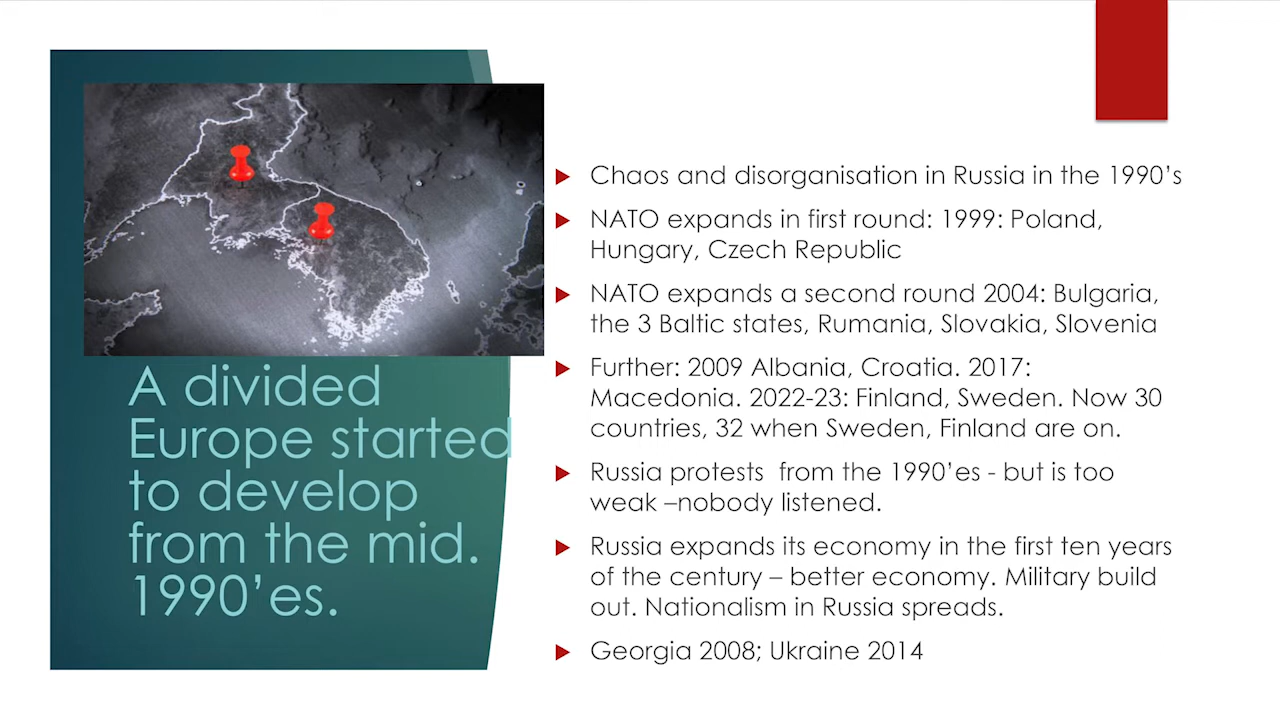 A divided
Europe started
to develop
from the mid.
1990'es.
Chaos and disorganisation in Russia in the 1990's
NATO expands in first round: 1999: Poland,
Hungary, Czech Republic
NATO expands a second round 2004: Bulgaria,
the 3 Baltic states, Rumania, Slovakia, Slovenia
Further: 2009 Albania, Croatia. 2017:
Macedonia. 2022-23: Finland, Sweden. Now 30
countries, 32 when Sweden, Finland are on.
Russia protests  from the 1990'es - but is too
weak –nobody listened.
Russia expands its economy in the first ten years
of the century – better economy. Military build
out. Nationalism in Russia spreads.
Georgia 2008; Ukraine 2014